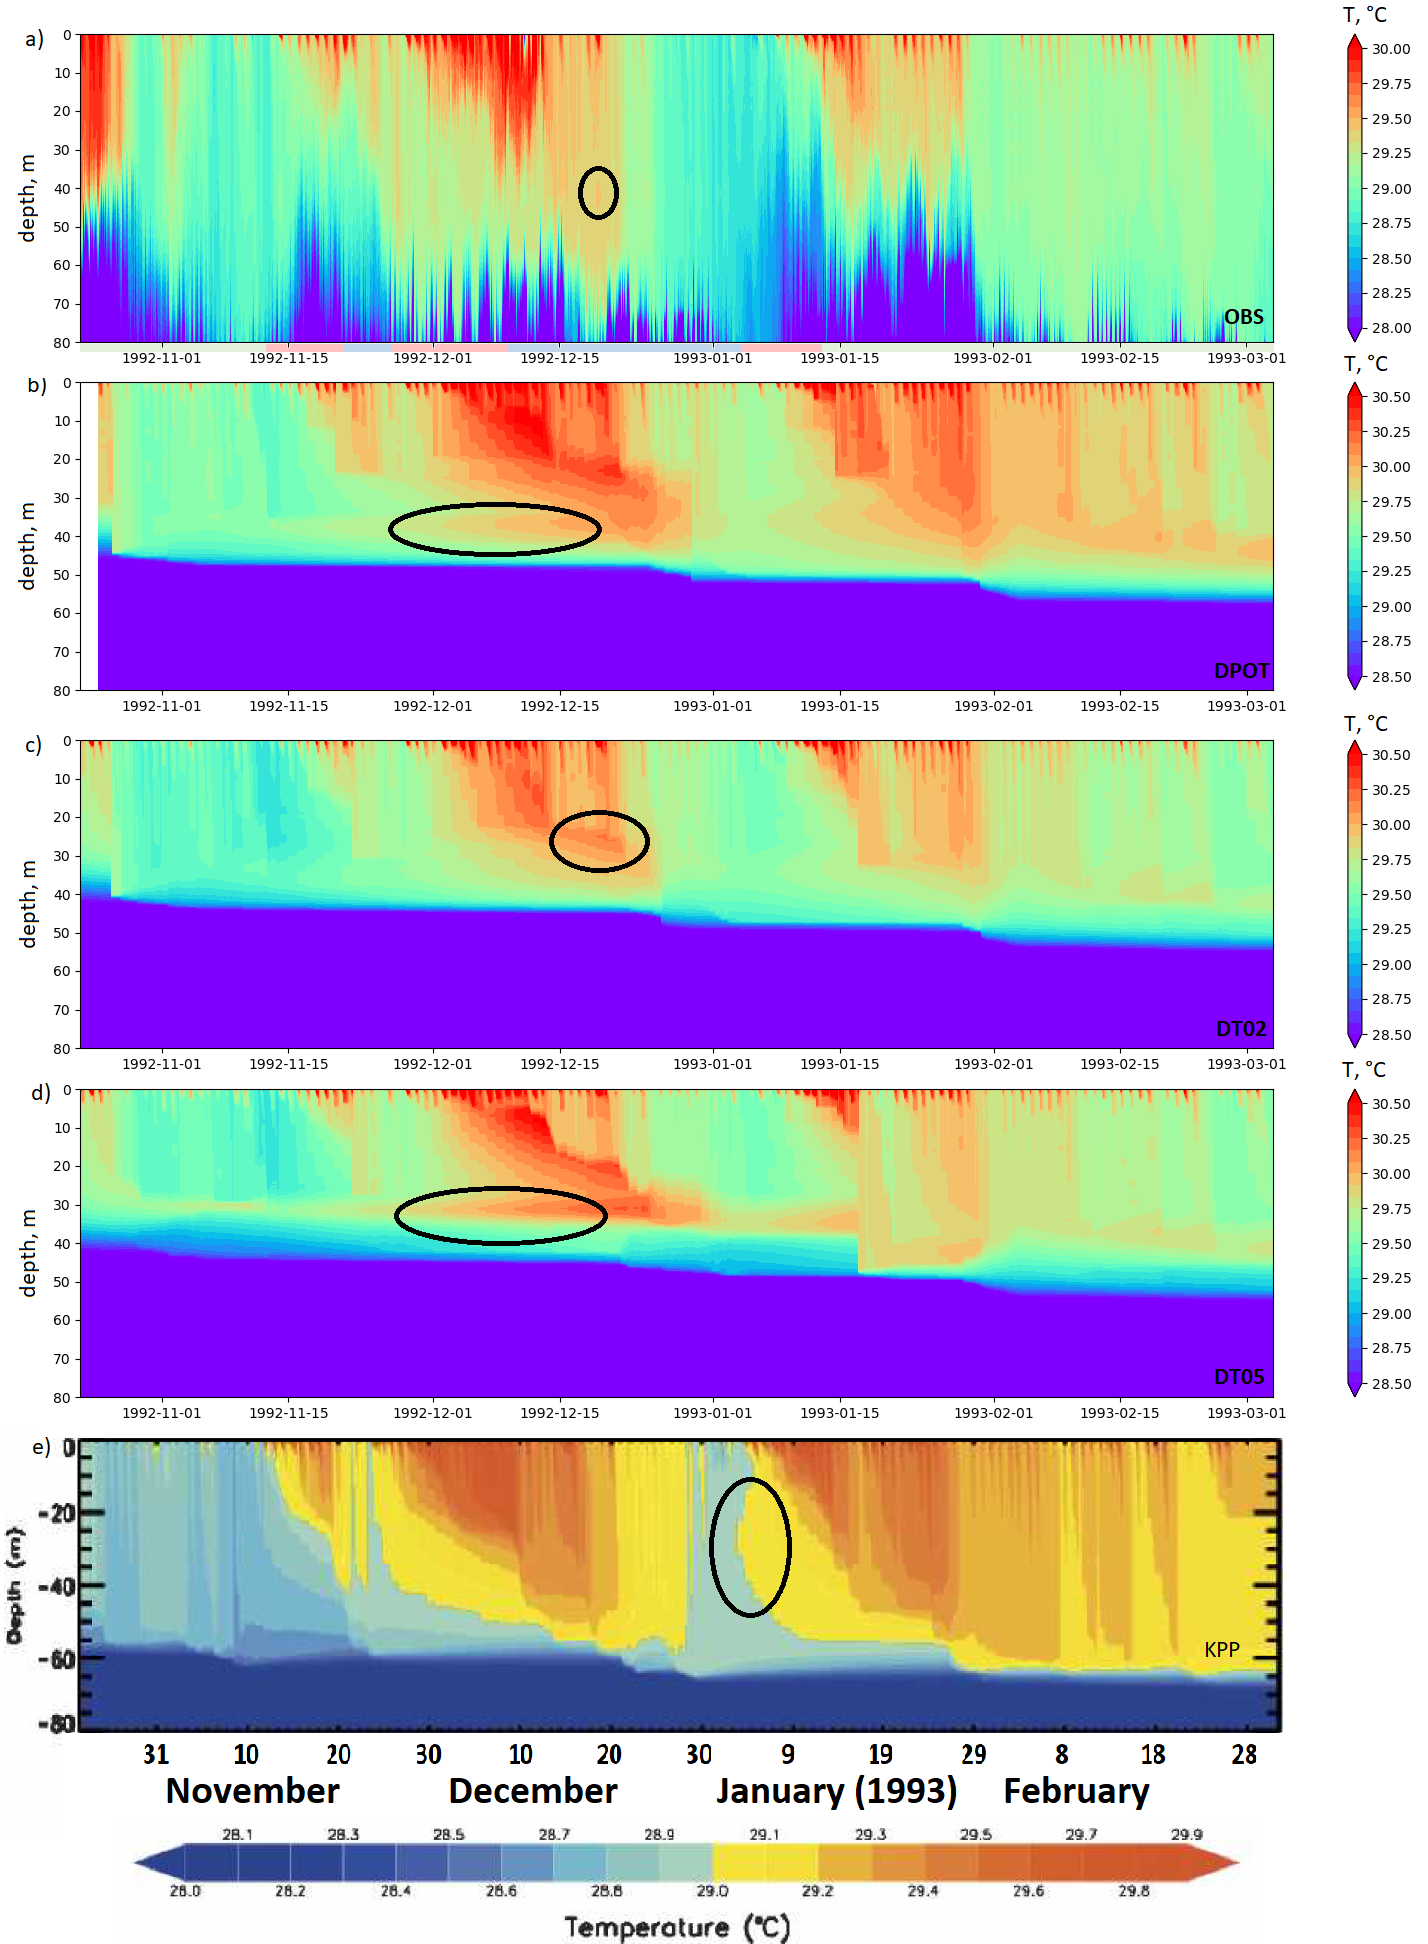 a)
T, °C
depth, m
0
10
20
30
40
50
60
70
80
OBS
30.00
29.75
29.50
29.25
29.00
28.75
28.50
28.25
28.00
1992-11-01 1992-11-15 1992-12-01 1992-12-15 1993-01-01 1993-01-15 1993-02-01 1993-02-15 1993-03-01
b)
T, °C
depth, m
0
10
20
30
40
50
60
70
80
DPOT
30.50
30.25
30.00
29.75
29.50
29.25
29.00
28.75
28.50
1992-11-01 1992-11-15 1992-12-01 1992-12-15 1993-01-01 1993-01-15 1993-02-01 1993-02-15 1993-03-01
c)
T, °C
depth, m
0
10
20
30
40
50
60
70
80
DT02
30.50
30.25
30.00
29.75
29.50
29.25
29.00
28.75
28.50
1992-11-01 1992-11-15 1992-12-01 1992-12-15 1993-01-01 1993-01-15 1993-02-01 1993-02-15 1993-03-01
d)
T, °C
depth, m
0
10
20
30
40
50
60
70
80
DT05
30.50
30.25
30.00
29.75
29.50
29.25
29.00
28.75
28.50
1992-11-01 1992-11-15 1992-12-01 1992-12-15 1993-01-01 1993-01-15 1993-02-01 1993-02-15 1993-03-01
e)
Depth (m)
0
-20
-40
-60
-80
KPP
31 10 20 30 10 20 30 9 19 29 8 18 28
November December January (1993) February
28.1 28.3 28.5 28.7 28.9 29.1 29.3 29.5 29.7 29.9
28.0 28.2 28.4 28.6 28.8 29.0 29.2 29.4 29.6 29.8
Temperature (°C)